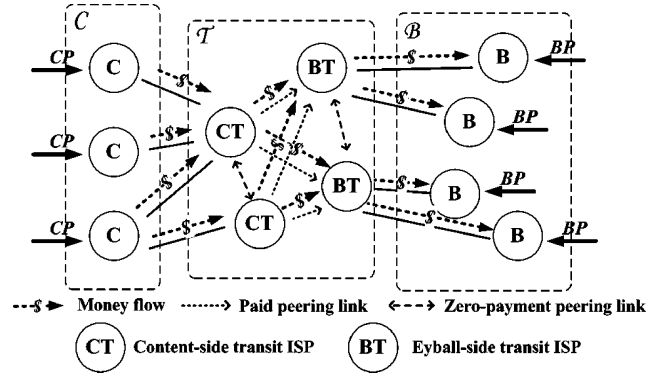 C
T
B
CP
C
$
BT
$
B
BP
$
$
$
B
BP
CP
C
$
CT
$
$
BT
$
B
BP
$
CP
C
$
CT
$
$
B
BP
$ Money flow
Paid peering link
Zero-payment peering link
CT Content-side transit ISP
BT Eyball-side transit ISP